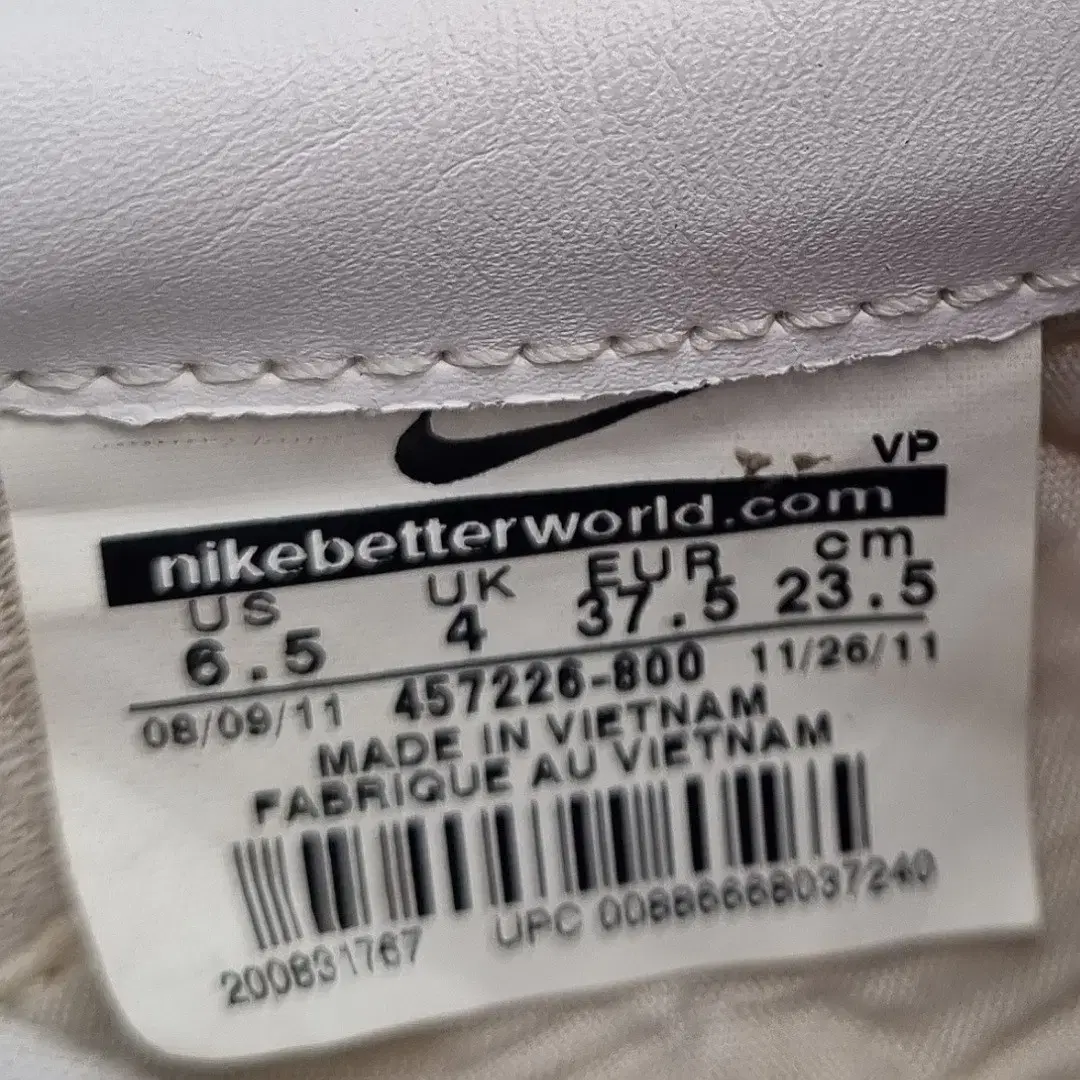 VP
nikebetterworld.com
US UK EUR cm
6.5 4 37.5 23.5
08/09/11 457226-800 11/26/11
MADE IN VIETNAM
FABRIQUE AU VIETNAM
200831767 UPC 00886668037240